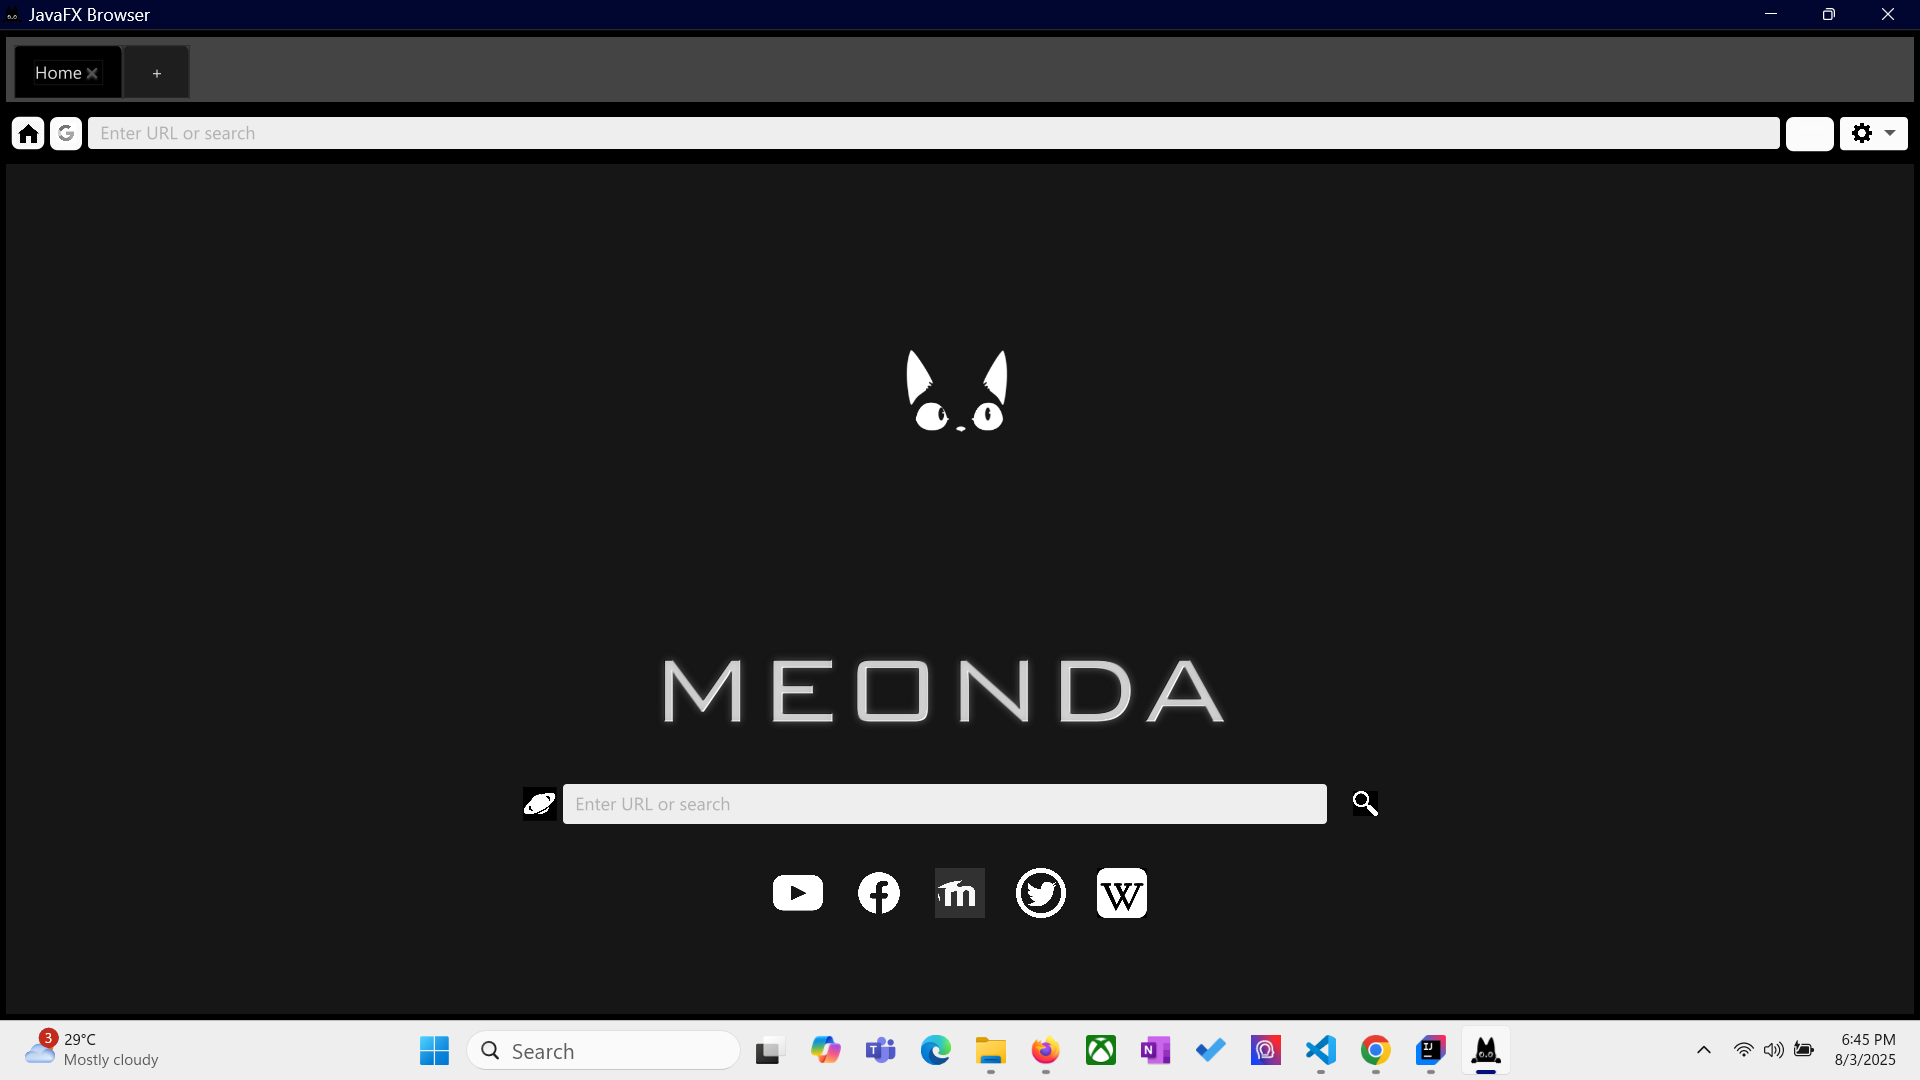 JavaFX Browser
Home
+
Enter URL or search
MEONDA
Enter URL or search
3
29°C
Mostly cloudy
Search
6:45 PM
8/3/2025